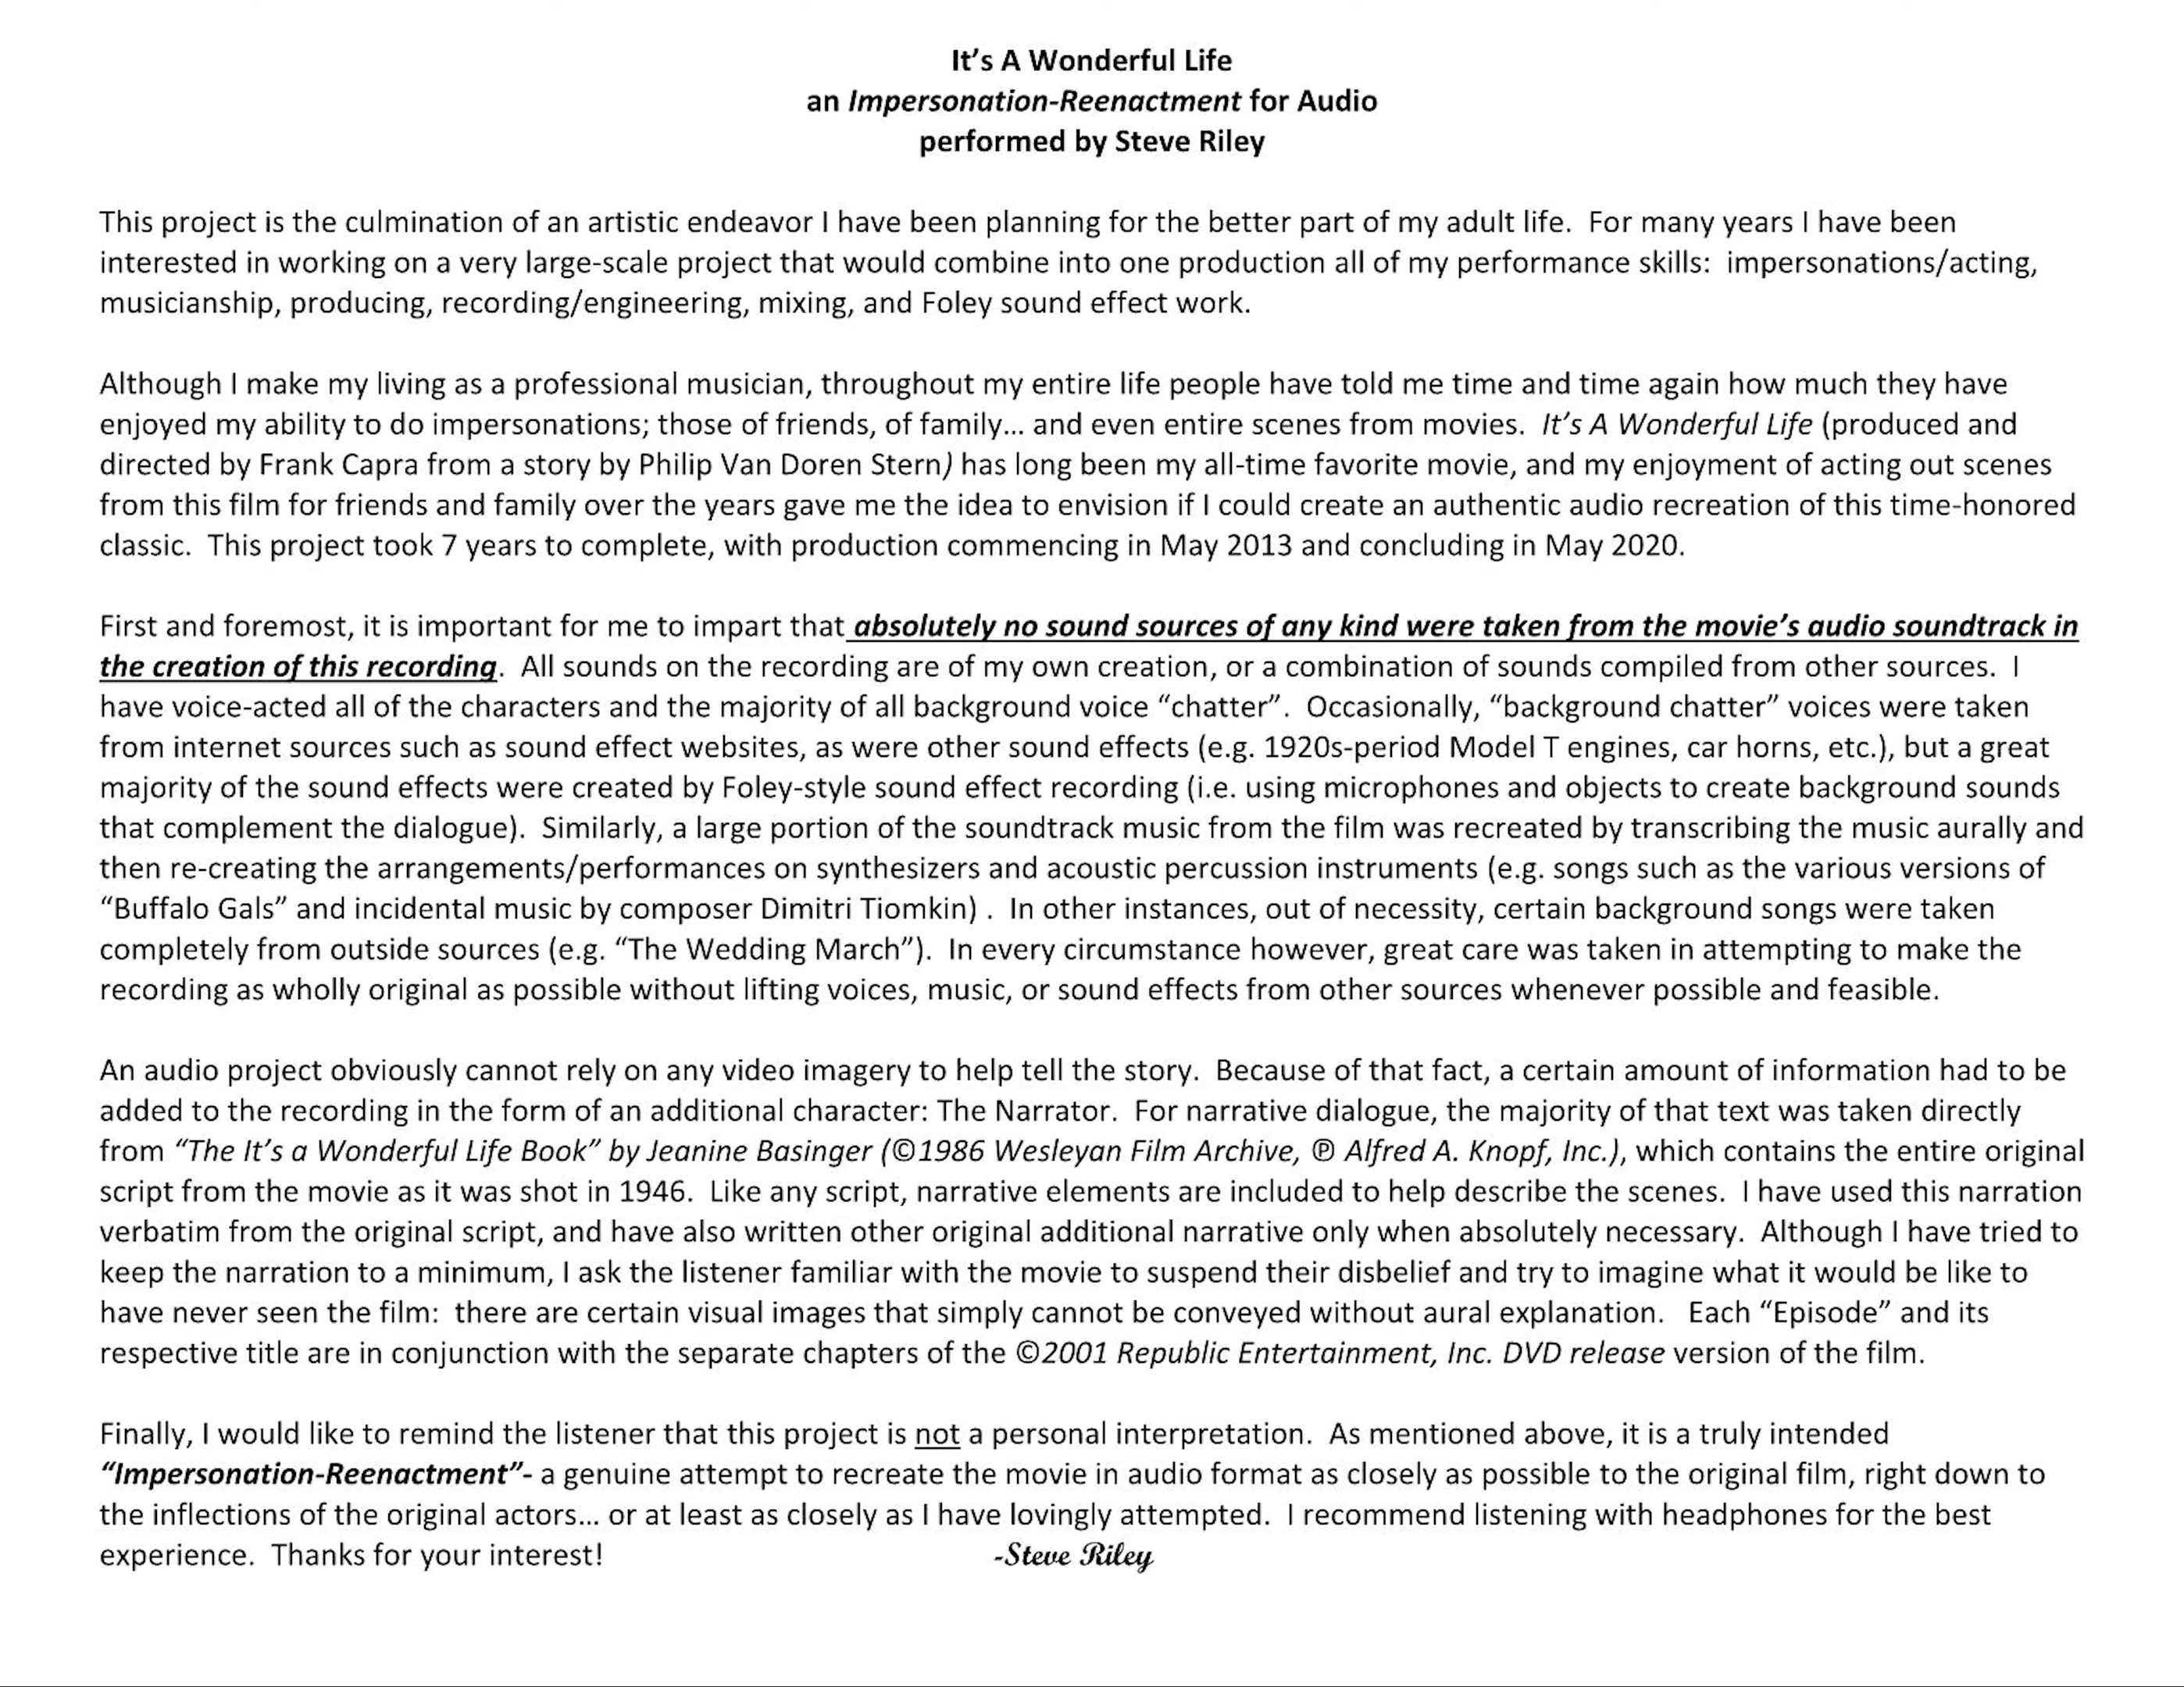 It’s A Wonderful Life
an Impersonation-Reenactment for Audio
performed by Steve Riley
This project is the culmination of an artistic endeavor I have been planning for the better part of my adult life.  For many years I have been
interested in working on a very large-scale project that would combine into one production all of my performance skills:  impersonations/acting,
musicianship, producing, recording/engineering, mixing, and Foley sound effect work.
Although I make my living as a professional musician, throughout my entire life people have told me time and time again how much they have
enjoyed my ability to do impersonations; those of friends, of family… and even entire scenes from movies.  It’s A Wonderful Life (produced and
directed by Frank Capra from a story by Philip Van Doren Stern) has long been my all-time favorite movie, and my enjoyment of acting out scenes
from this film for friends and family over the years gave me the idea to envision if I could create an authentic audio recreation of this time-honored
classic.  This project took 7 years to complete, with production commencing in May 2013 and concluding in May 2020.
First and foremost, it is important for me to impart that absolutely no sound sources of any kind were taken from the movie’s audio soundtrack in
the creation of this recording.  All sounds on the recording are of my own creation, or a combination of sounds compiled from other sources.  I
have voice-acted all of the characters and the majority of all background voice “chatter”.  Occasionally, “background chatter” voices were taken
from internet sources such as sound effect websites, as were other sound effects (e.g. 1920s-period Model T engines, car horns, etc.), but a great
majority of the sound effects were created by Foley-style sound effect recording (i.e. using microphones and objects to create background sounds
that complement the dialogue).  Similarly, a large portion of the soundtrack music from the film was recreated by transcribing the music aurally and
then re-creating the arrangements/performances on synthesizers and acoustic percussion instruments (e.g. songs such as the various versions of
“Buffalo Gals” and incidental music by composer Dimitri Tiomkin) .  In other instances, out of necessity, certain background songs were taken
completely from outside sources (e.g. “The Wedding March”).  In every circumstance however, great care was taken in attempting to make the
recording as wholly original as possible without lifting voices, music, or sound effects from other sources whenever possible and feasible.
An audio project obviously cannot rely on any video imagery to help tell the story.  Because of that fact, a certain amount of information had to be
added to the recording in the form of an additional character: The Narrator.  For narrative dialogue, the majority of that text was taken directly
from “The It’s a Wonderful Life Book” by Jeanine Basinger (©1986 Wesleyan Film Archive, ℗ Alfred A. Knopf, Inc.), which contains the entire original
script from the movie as it was shot in 1946.  Like any script, narrative elements are included to help describe the scenes.  I have used this narration
verbatim from the original script, and have also written other original additional narrative only when absolutely necessary.  Although I have tried to
keep the narration to a minimum, I ask the listener familiar with the movie to suspend their disbelief and try to imagine what it would be like to
have never seen the film:  there are certain visual images that simply cannot be conveyed without aural explanation.   Each “Episode” and its
respective title are in conjunction with the separate chapters of the ©2001 Republic Entertainment, Inc. DVD release version of the film.
Finally, I would like to remind the listener that this project is not a personal interpretation.  As mentioned above, it is a truly intended
“Impersonation-Reenactment”- a genuine attempt to recreate the movie in audio format as closely as possible to the original film, right down to
the inflections of the original actors… or at least as closely as I have lovingly attempted.  I recommend listening with headphones for the best
experience.  Thanks for your interest! -Steve Riley